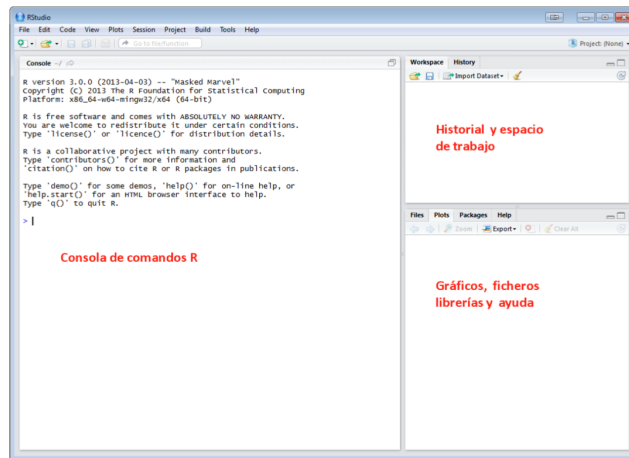 RStudio
File Edit Code View Plots Session Project Build Tools Help
Go to file/function
Project: (None)
Console ~/
R version 3.0.0 (2013-04-03) -- "Masked Marvel"
Copyright (C) 2013 The R Foundation for Statistical Computing
Platform: x86_64-w64-mingw32/x64 (64-bit)
R is free software and comes with ABSOLUTELY NO WARRANTY.
You are welcome to redistribute it under certain conditions.
Type 'license()' or 'licence()' for distribution details.
R is a collaborative project with many contributors.
Type 'contributors()' for more information and
'citation()' on how to cite R or R packages in publications.
Type 'demo()' for some demos, 'help()' for on-line help, or
'help.start()' for an HTML browser interface to help.
Type 'q()' to quit R.
>
Consola de comandos R
Workspace History
Import Dataset
Historial y espacio
de trabajo
Files Plots Packages Help
Zoom Export Clear All
Gráficos, ficheros
librerías y ayuda